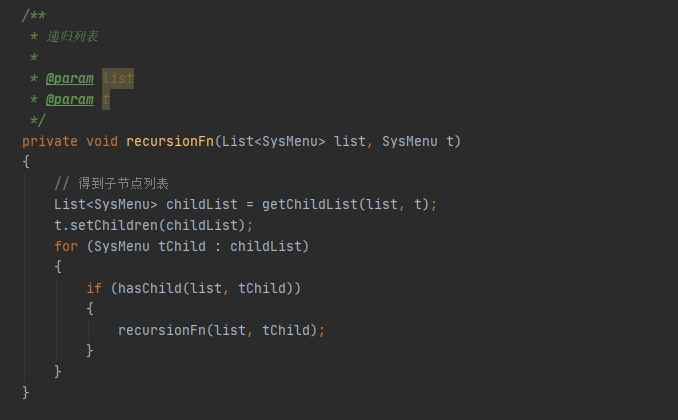 /**
 * 递归列表
 *
 * @param list
 * @param t
 */
private void recursionFn(List<SysMenu> list, SysMenu t)
{
    // 得到子节点列表
    List<SysMenu> childList = getChildList(list, t);
    t.setChildren(childList);
    for (SysMenu tChild : childList)
    {
        if (hasChild(list, tChild))
        {
            recursionFn(list, tChild);
        }
    }
}